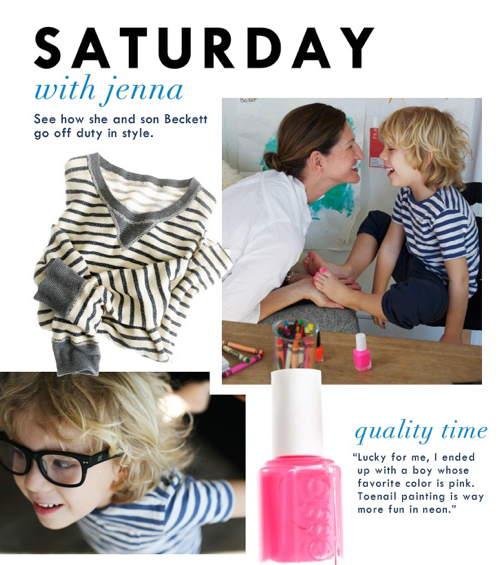 SATURDAY
with jenna
See how she and son Beckett
go off duty in style.
quality time
"Lucky for me, I ended
up with a boy whose
favorite color is pink.
Toenail painting is way
more fun in neon."
essie